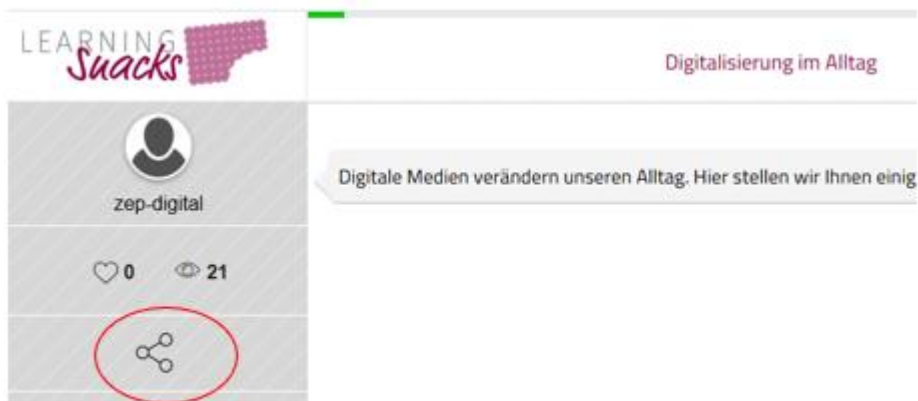 LEARNING
Snacks
Digitalisierung im Alltag
Digitale Medien verändern unseren Alltag. Hier stellen wir Ihnen einig
zep-digital
0 21